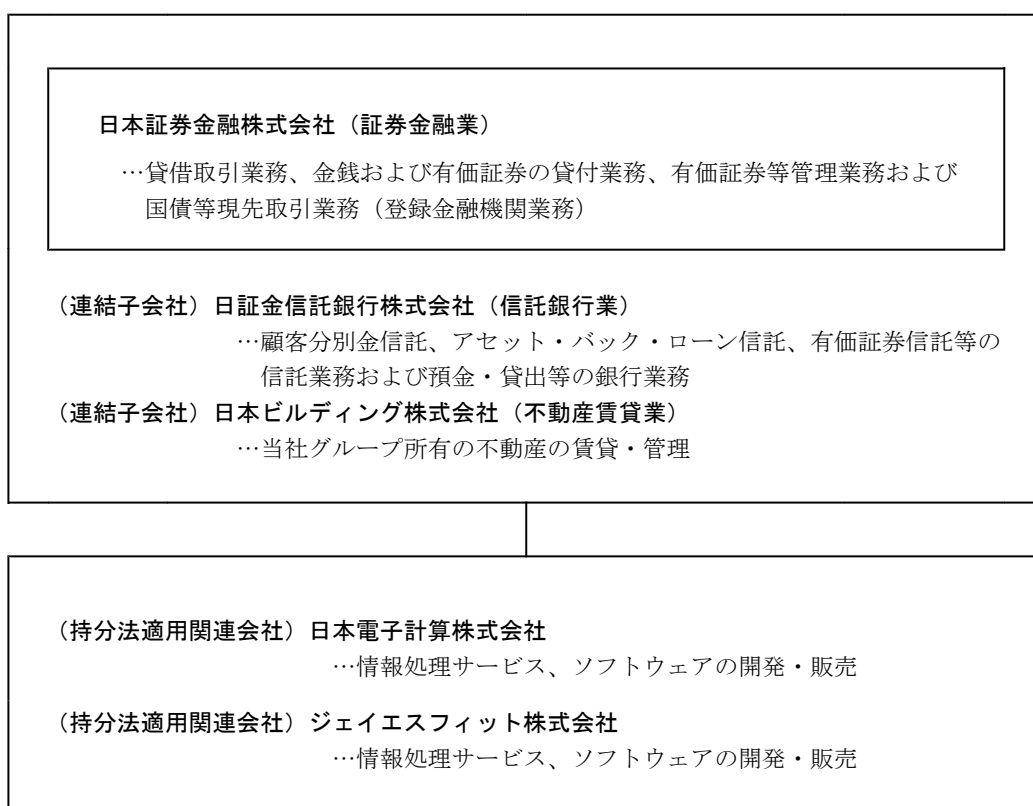 日本証券金融株式会社（証券金融業）
…貸借取引業務、金銭および有価証券の貸付業務、有価証券等管理業務および
国債等現先取引業務（登録金融機関業務）
（連結子会社）日証金信託銀行株式会社（信託銀行業）
…顧客分別金信託、アセット・バック・ローン信託、有価証券信託等の
信託業務および預金・貸出等の銀行業務
（連結子会社）日本ビルディング株式会社（不動産賃貸業）
…当社グループ所有の不動産の賃貸・管理
（持分法適用関連会社）日本電子計算株式会社
…情報処理サービス、ソフトウェアの開発・販売
（持分法適用関連会社）ジェイエスフィット株式会社
…情報処理サービス、ソフトウェアの開発・販売